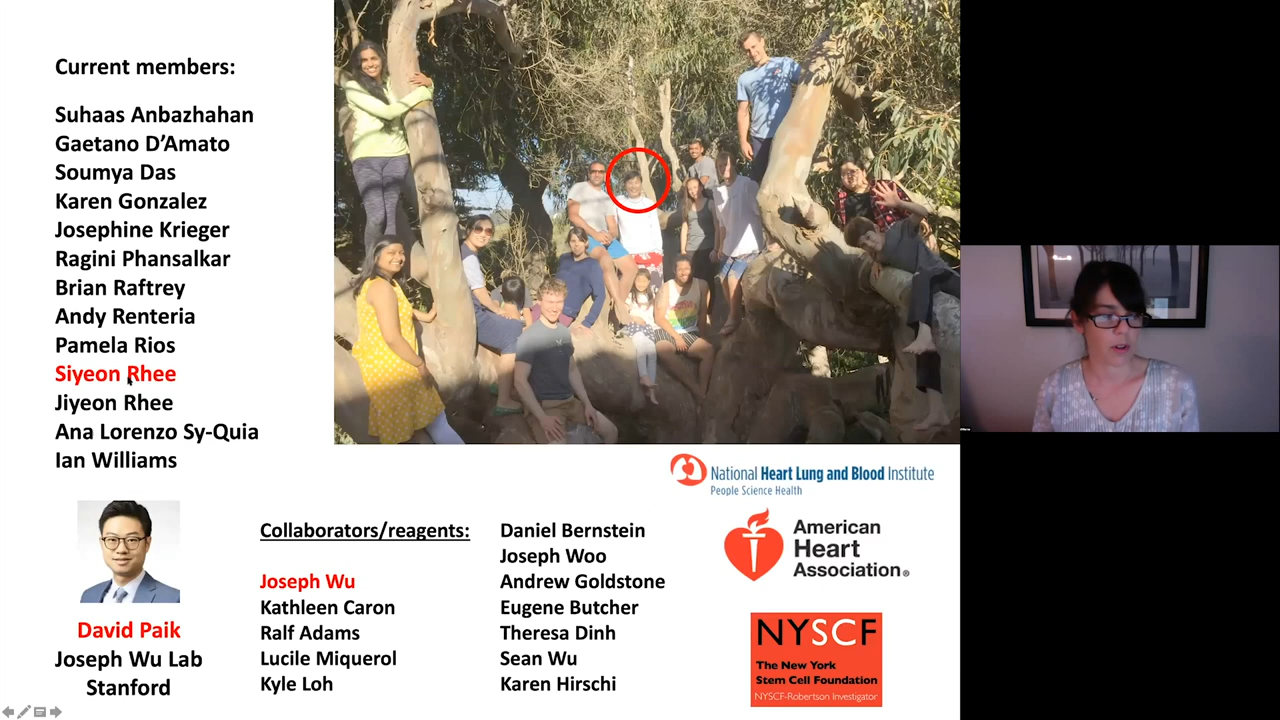 Current members:
Suhaas Anbazhahan
Gaetano D’Amato
Soumya Das
Karen Gonzalez
Josephine Krieger
Ragini Phansalkar
Brian Raftrey
Andy Renteria
Pamela Rios
Siyeon Rhee
Jiyeon Rhee
Ana Lorenzo Sy-Quia
Ian Williams
David Paik
Joseph Wu Lab
Stanford
Collaborators/reagents:
Joseph Wu
Kathleen Caron
Ralf Adams
Lucile Miquerol
Kyle Loh
Daniel Bernstein
Joseph Woo
Andrew Goldstone
Eugene Butcher
Theresa Dinh
Sean Wu
Karen Hirschi
National Heart Lung and Blood Institute
People Science Health
American
Heart
Association®
NYSCF
The New York
Stem Cell Foundation
NYSCF-Robertson Investigator